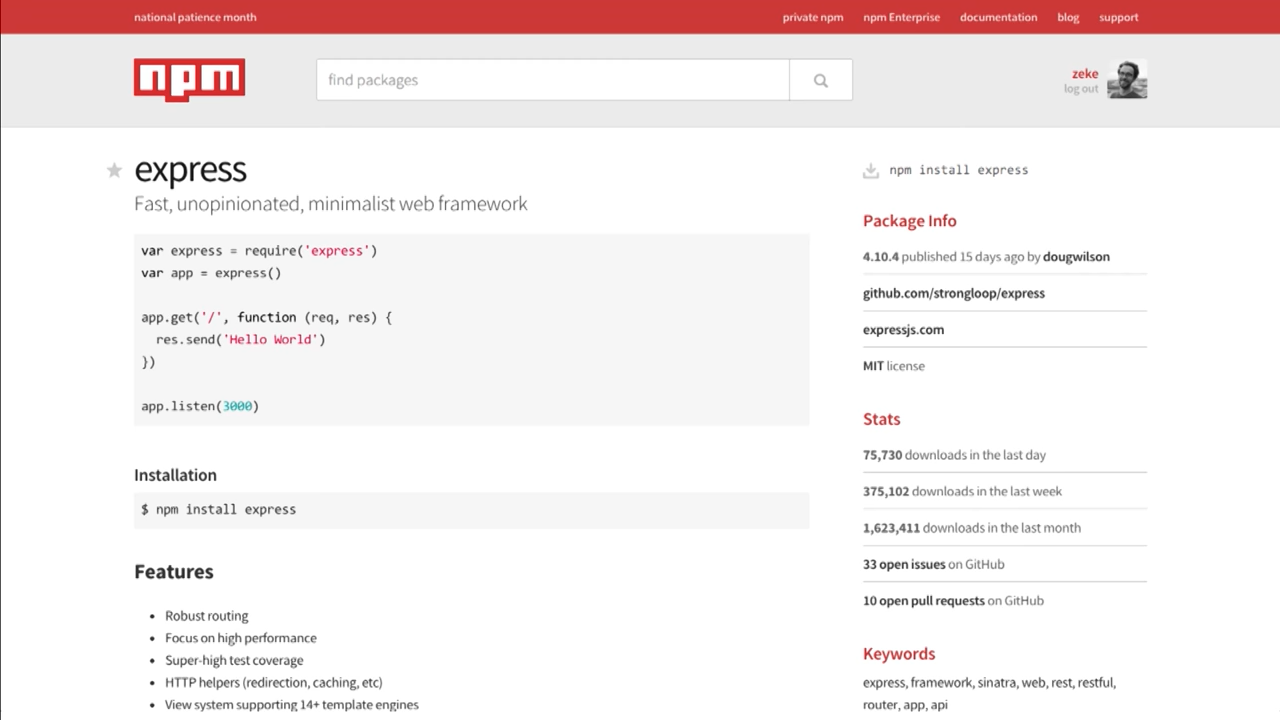 national patience month
private npm npm Enterprise documentation blog support
npm
find packages
zeke
log out
express
Fast, unopinionated, minimalist web framework
var express = require('express')
var app = express()
app.get('/', function (req, res) {
  res.send('Hello World')
})
app.listen(3000)
Installation
$ npm install express
Features
• Robust routing
• Focus on high performance
• Super-high test coverage
• HTTP helpers (redirection, caching, etc)
• View system supporting 14+ template engines
npm install express
Package Info
4.10.4 published 15 days ago by dougwilson
github.com/strongloop/express
expressjs.com
MIT license
Stats
75,730 downloads in the last day
375,102 downloads in the last week
1,623,411 downloads in the last month
33 open issues on GitHub
10 open pull requests on GitHub
Keywords
express, framework, sinatra, web, rest, restful,
router, app, api